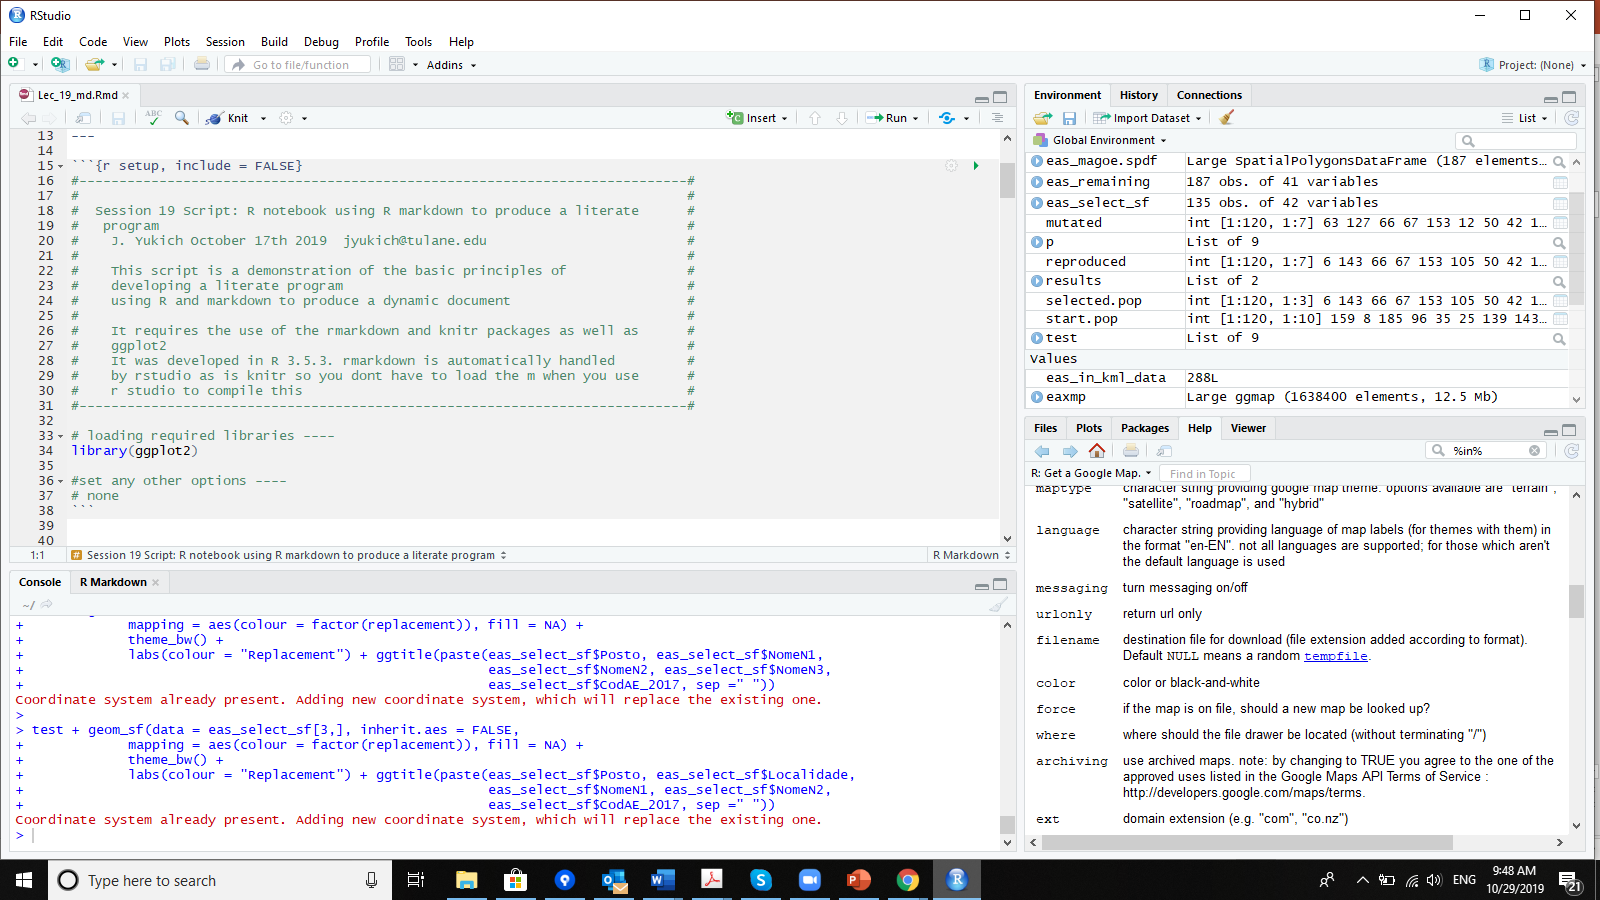 RStudio
File Edit Code View Plots Session Build Debug Profile Tools Help
Go to file/function Addins Project: (None)
Lec_19_md.Rmd
ABC Knit Insert Run
13 ---
14
15 ```{r setup, include = FALSE}
16 #----------------------------------------------------------------------------#
17 # #
18 # Session 19 Script: R notebook using R markdown to produce a literate #
19 # program #
20 # J. Yukich October 17th 2019 jyukich@tulane.edu #
21 # #
22 # This script is a demonstration of the basic principles of #
23 # developing a literate program #
24 # using R and markdown to produce a dynamic document #
25 # #
26 # It requires the use of the rmarkdown and knitr packages as well as #
27 # ggplot2 #
28 # It was developed in R 3.5.3. rmarkdown is automatically handled #
29 # by rstudio as is knitr so you dont have to load the m when you use #
30 # r studio to compile this #
31 #----------------------------------------------------------------------------#
32
33 # loading required libraries ----
34 library(ggplot2)
35
36 #set any other options ----
37 # none
38 ```
39
40
1:1 # Session 19 Script: R notebook using R markdown to produce a literate program R Markdown
Console R Markdown
~/
+ mapping = aes(colour = factor(replacement)), fill = NA) +
+ theme_bw() +
+ labs(colour = "Replacement") + ggtitle(paste(eas_select_sf$Posto, eas_select_sf$NomeN1,
+ eas_select_sf$NomeN2, eas_select_sf$NomeN3,
+ eas_select_sf$CodAE_2017, sep =" "))
Coordinate system already present. Adding new coordinate system, which will replace the existing one.
>
> test + geom_sf(data = eas_select_sf[3,], inherit.aes = FALSE,
+ mapping = aes(colour = factor(replacement)), fill = NA) +
+ theme_bw() +
+ labs(colour = "Replacement") + ggtitle(paste(eas_select_sf$Posto, eas_select_sf$Localidade,
+ eas_select_sf$NomeN1, eas_select_sf$NomeN2,
+ eas_select_sf$CodAE_2017, sep =" "))
Coordinate system already present. Adding new coordinate system, which will replace the existing one.
>
Environment History Connections
Import Dataset List
Global Environment
eas_magoe.spdf Large SpatialPolygonsDataFrame (187 elements…
eas_remaining 187 obs. of 41 variables
eas_select_sf 135 obs. of 42 variables
mutated int [1:120, 1:7] 63 127 66 67 153 12 50 42 1…
p List of 9
reproduced int [1:120, 1:7] 6 143 66 67 153 105 50 42 1…
results List of 2
selected.pop int [1:120, 1:3] 6 143 66 67 153 105 50 42 1…
start.pop int [1:120, 1:10] 159 8 185 96 35 25 139 143…
test List of 9
Values
eas_in_kml_data 288L
eaxmp Large ggmap (1638400 elements, 12.5 Mb)
Files Plots Packages Help Viewer
%in%
R: Get a Google Map. Find in Topic
maptype character string providing google map theme. options available are "terrain",
"satellite", "roadmap", and "hybrid"
language character string providing language of map labels (for themes with them) in
the format "en-EN". not all languages are supported; for those which aren't
the default language is used
messaging turn messaging on/off
urlonly return url only
filename destination file for download (file extension added according to format).
Default NULL means a random tempfile.
color color or black-and-white
force if the map is on file, should a new map be looked up?
where where should the file drawer be located (without terminating "/")
archiving use archived maps. note: by changing to TRUE you agree to the one of the
approved uses listed in the Google Maps API Terms of Service :
http://developers.google.com/maps/terms.
ext domain extension (e.g. "com", "co.nz")
Type here to search
ENG
9:48 AM
10/29/2019
21